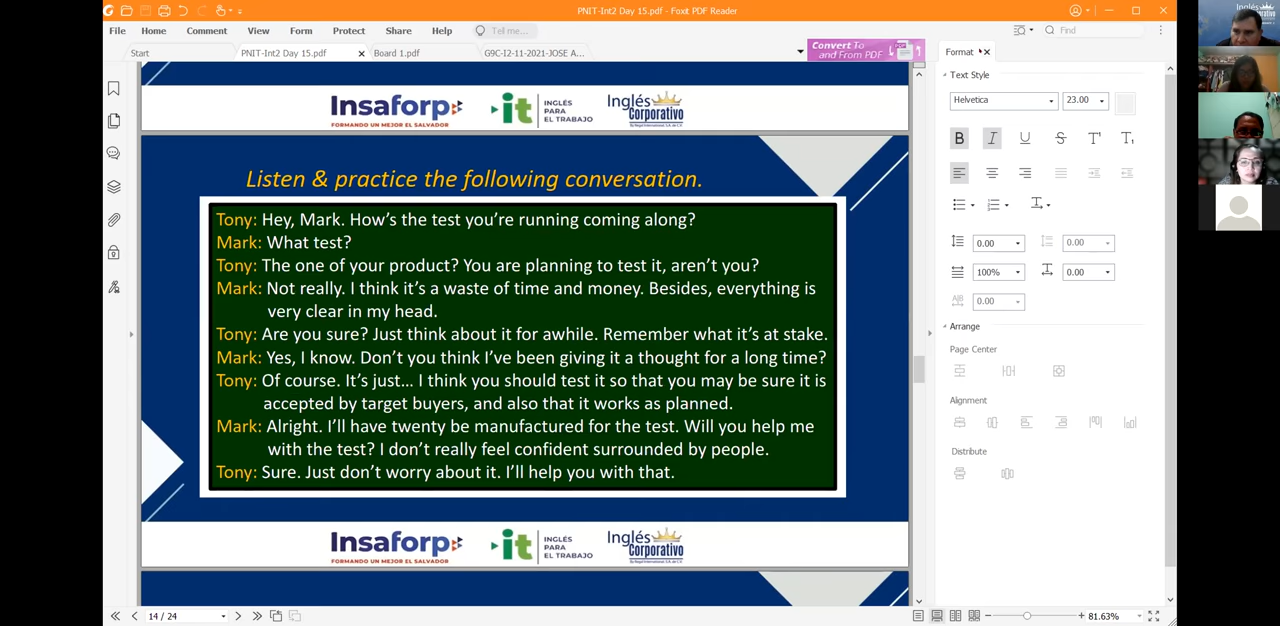 PNIT-Int2 Day 15.pdf - Foxit PDF Reader
File Home Comment View Form Protect Share Help Tell me... Find
Start PNIT-Int2 Day 15.pdf Board 1.pdf G9C-I2-11-2021-JOSE A...
Convert To
and From PDF
Format
Text Style
Helvetica 23.00
0.00 0.00
100% 0.00
0.00
Arrange
Page Center
Alignment
Distribute
Insaforp
FORMANDO UN MEJOR EL SALVADOR
it
INGLÉS
PARA
EL TRABAJO
Inglés
Corporativo
Listen & practice the following conversation.
Tony: Hey, Mark. How's the test you're running coming along?
Mark: What test?
Tony: The one of your product? You are planning to test it, aren't you?
Mark: Not really. I think it's a waste of time and money. Besides, everything is
very clear in my head.
Tony: Are you sure? Just think about it for awhile. Remember what it's at stake.
Mark: Yes, I know. Don't you think I've been giving it a thought for a long time?
Tony: Of course. It's just... I think you should test it so that you may be sure it is
accepted by target buyers, and also that it works as planned.
Mark: Alright. I'll have twenty be manufactured for the test. Will you help me
with the test? I don't really feel confident surrounded by people.
Tony: Sure. Just don't worry about it. I'll help you with that.
Insaforp
FORMANDO UN MEJOR EL SALVADOR
it
INGLÉS
PARA
EL TRABAJO
Inglés
Corporativo
14 / 24
81.63%
Inglés
Corporativo